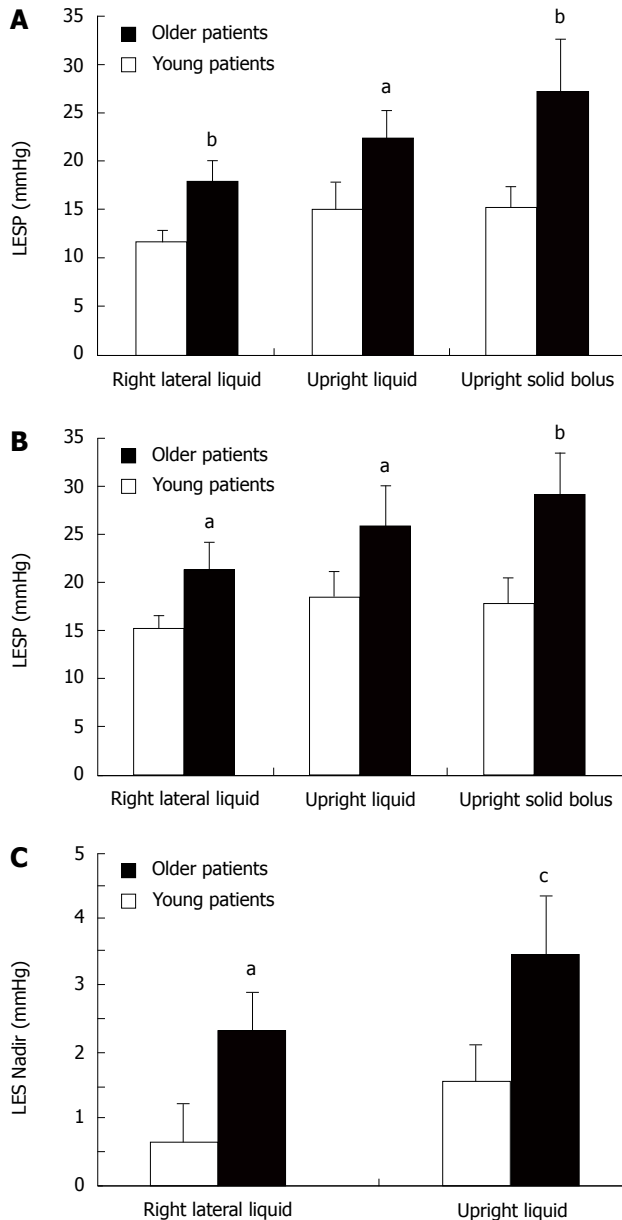 A
Older patients
Young patients
35
30
25
20
15
10
5
0
LESP (mmHg)
b
a
b
Right lateral liquid
Upright liquid
Upright solid bolus
B
Older patients
Young patients
35
30
25
20
15
10
5
0
LESP (mmHg)
a
a
b
Right lateral liquid
Upright liquid
Upright solid bolus
C
Older patients
Young patients
5
4
3
2
1
0
LES Nadir (mmHg)
a
c
Right lateral liquid
Upright liquid